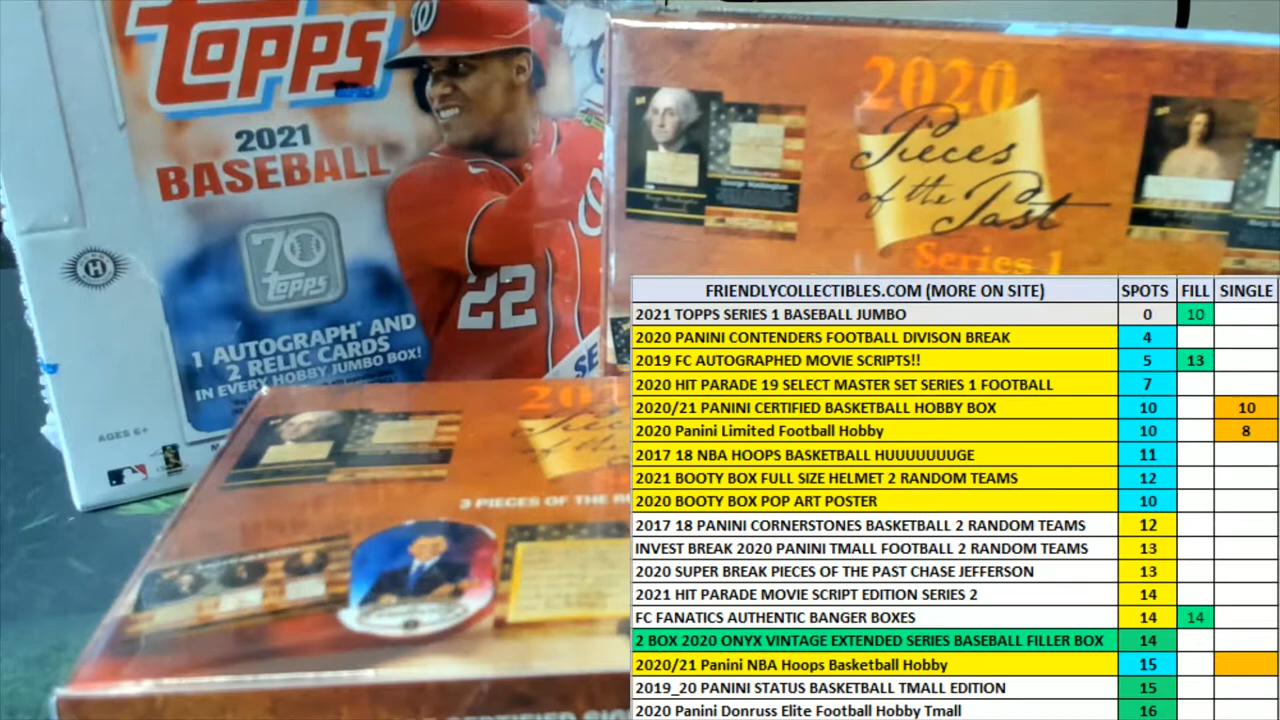 TOPPS
2021
BASEBALL
H
70
TOPPS
1 AUTOGRAPH* AND
2 RELIC CARDS
IN EVERY HOBBY JUMBO BOX!
AGES 6+
W
22
SE
2020
Pieces
of the Past
Series 1
George Washington
3 PIECES OF THE
FRIENDLYCOLLECTIBLES.COM (MORE ON SITE) SPOTS FILL SINGLE
2021 TOPPS SERIES 1 BASEBALL JUMBO 0 10
2020 PANINI CONTENDERS FOOTBALL DIVISON BREAK 4
2019 FC AUTOGRAPHED MOVIE SCRIPTS!! 5 13
2020 HIT PARADE 19 SELECT MASTER SET SERIES 1 FOOTBALL 7
2020/21 PANINI CERTIFIED BASKETBALL HOBBY BOX 10 10
2020 Panini Limited Football Hobby 10 8
2017 18 NBA HOOPS BASKETBALL HUUUUUUUGE 11
2021 BOOTY BOX FULL SIZE HELMET 2 RANDOM TEAMS 12
2020 BOOTY BOX POP ART POSTER 10
2017 18 PANINI CORNERSTONES BASKETBALL 2 RANDOM TEAMS 12
INVEST BREAK 2020 PANINI TMALL FOOTBALL 2 RANDOM TEAMS 13
2020 SUPER BREAK PIECES OF THE PAST CHASE JEFFERSON 13
2021 HIT PARADE MOVIE SCRIPT EDITION SERIES 2 14
FC FANATICS AUTHENTIC BANGER BOXES 14 14
2 BOX 2020 ONYX VINTAGE EXTENDED SERIES BASEBALL FILLER BOX 14
2020/21 Panini NBA Hoops Basketball Hobby 15
2019_20 PANINI STATUS BASKETBALL TMALL EDITION 15
2020 Panini Donruss Elite Football Hobby Tmall 16